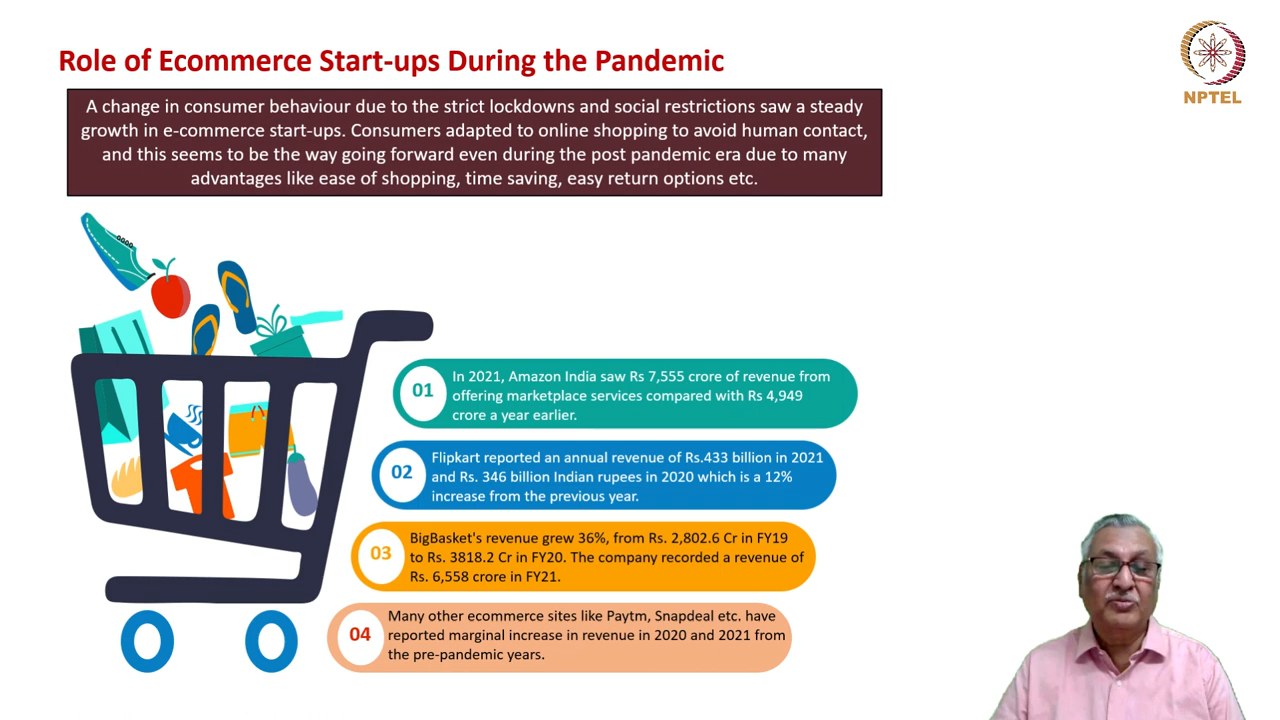 Role of Ecommerce Start-ups During the Pandemic
NPTEL
A change in consumer behaviour due to the strict lockdowns and social restrictions saw a steady
growth in e-commerce start-ups. Consumers adapted to online shopping to avoid human contact,
and this seems to be the way going forward even during the post pandemic era due to many
advantages like ease of shopping, time saving, easy return options etc.
01
In 2021, Amazon India saw Rs 7,555 crore of revenue from
offering marketplace services compared with Rs 4,949
crore a year earlier.
02
Flipkart reported an annual revenue of Rs.433 billion in 2021
and Rs. 346 billion Indian rupees in 2020 which is a 12%
increase from the previous year.
03
BigBasket's revenue grew 36%, from Rs. 2,802.6 Cr in FY19
to Rs. 3818.2 Cr in FY20. The company recorded a revenue of
Rs. 6,558 crore in FY21.
04
Many other ecommerce sites like Paytm, Snapdeal etc. have
reported marginal increase in revenue in 2020 and 2021 from
the pre-pandemic years.